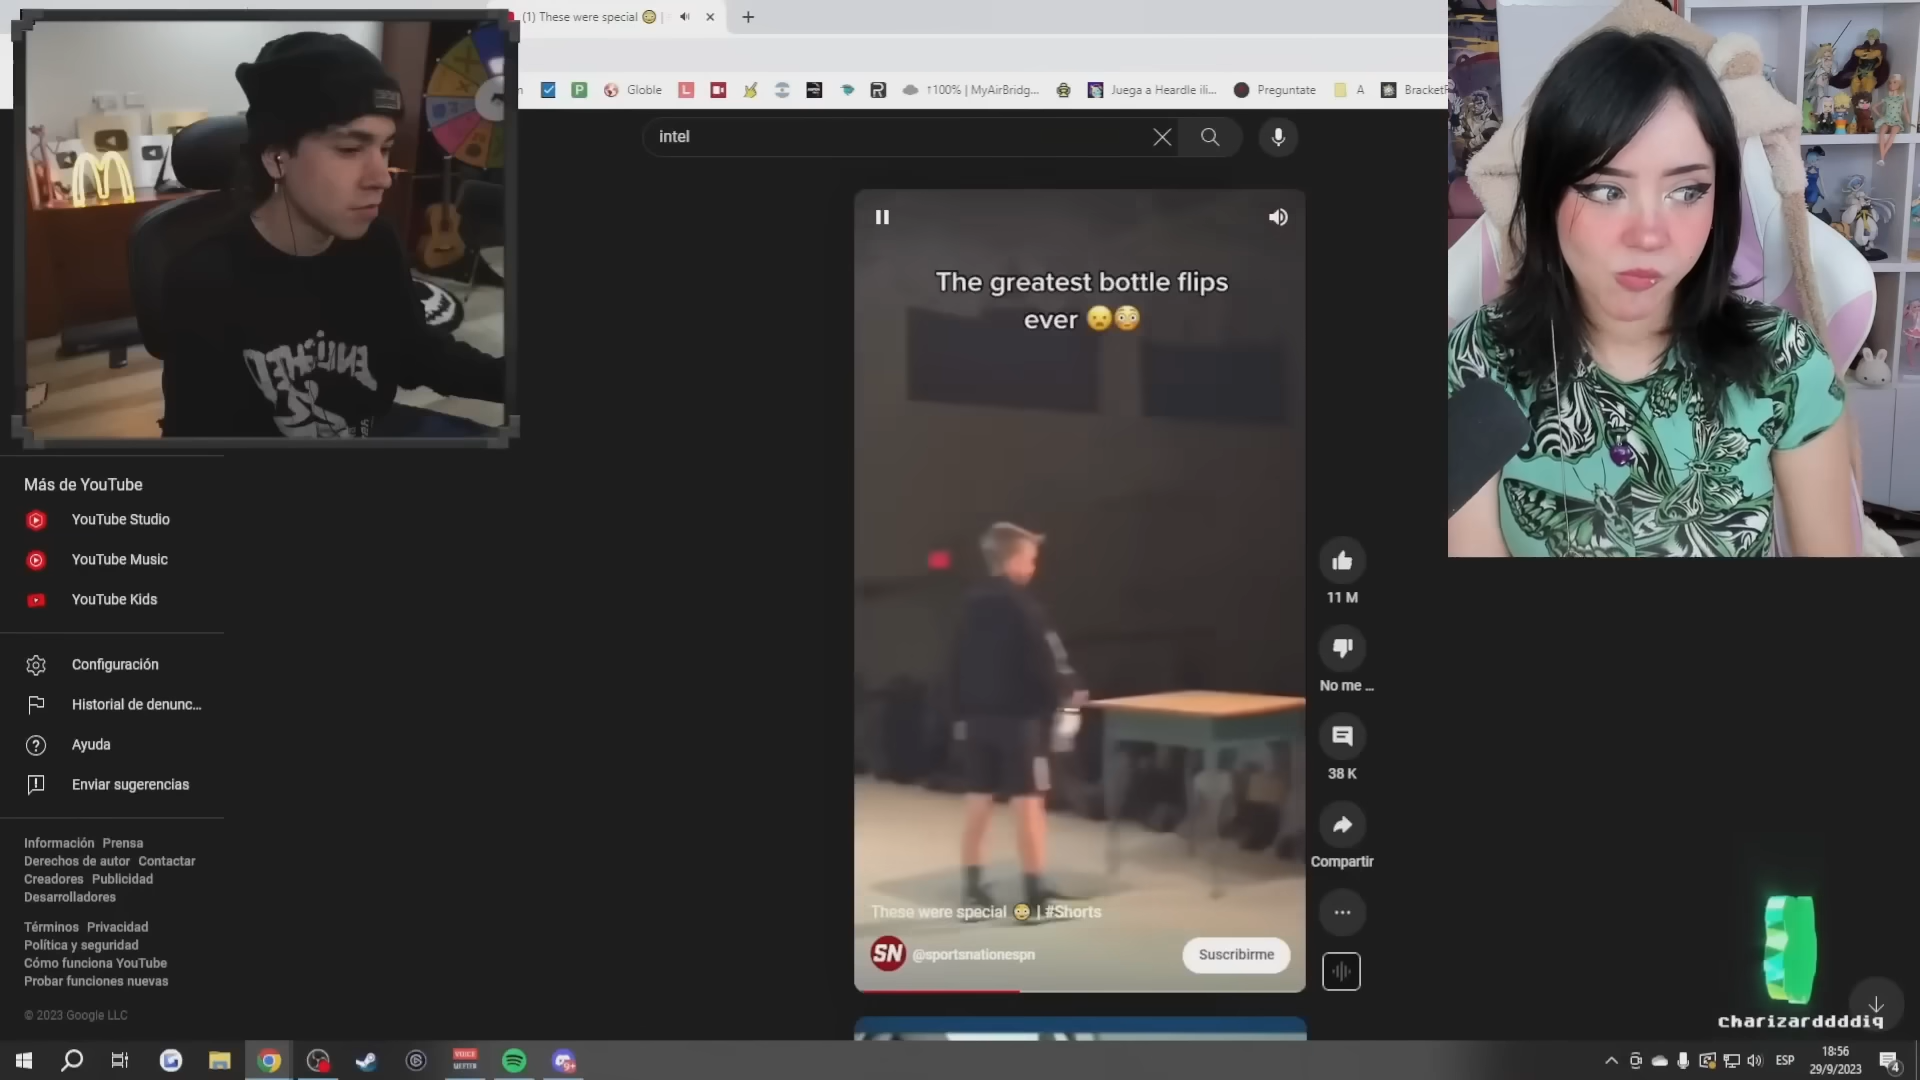 (1) These were special 😳 |
Globle
↑100% | MyAirBridg...
Juega a Heardle ili...
Preguntate
A
Bracket
intel
The greatest bottle flips
ever 😦😳
Más de YouTube
YouTube Studio
YouTube Music
YouTube Kids
Configuración
Historial de denunc...
Ayuda
Enviar sugerencias
Información Prensa
Derechos de autor Contactar
Creadores Publicidad
Desarrolladores
Términos Privacidad
Política y seguridad
Cómo funciona YouTube
Probar funciones nuevas
© 2023 Google LLC
11 M
No me ...
38 K
Compartir
These were special 😳 | #Shorts
SN @sportsnationespn
Suscribirme
charizarddddiq
ESP
18:56
29/9/2023
4